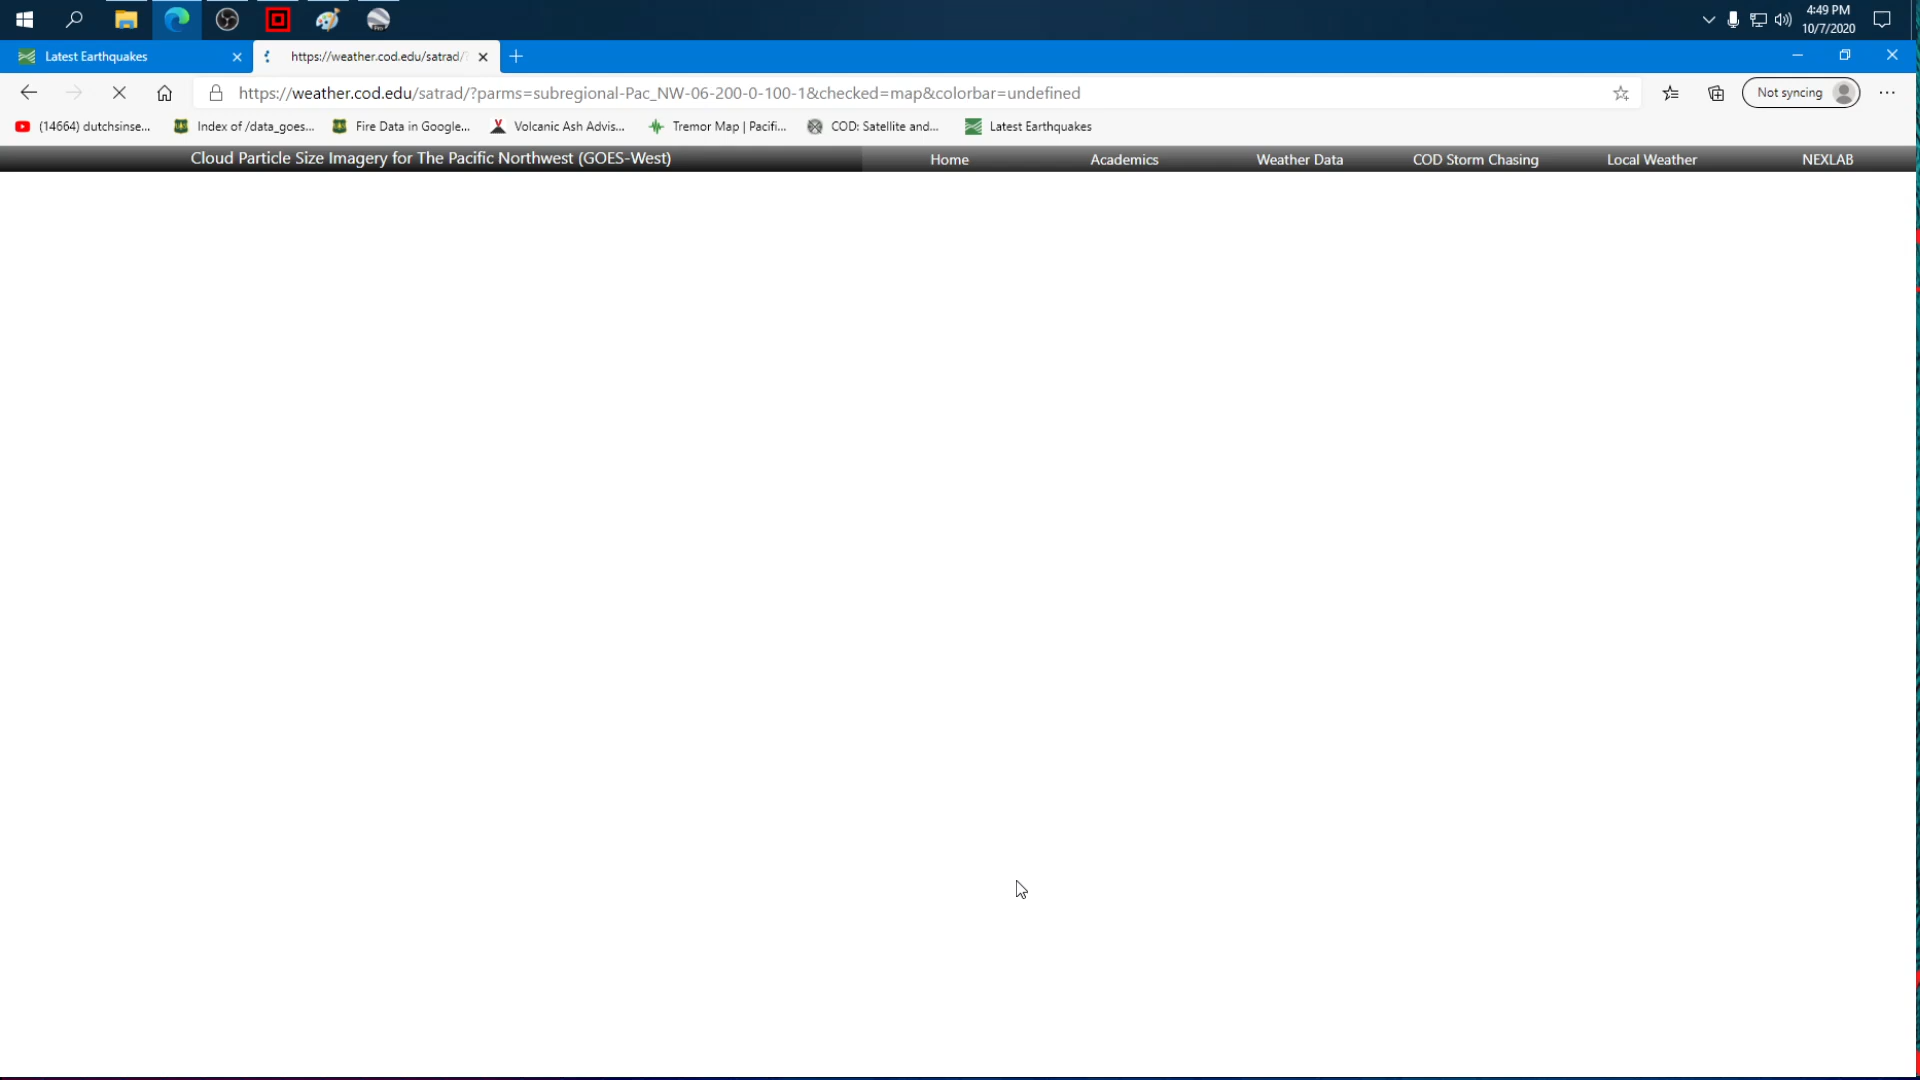 4:49 PM
10/7/2020
Latest Earthquakes
https://weather.cod.edu/satrad/?
https://weather.cod.edu/satrad/?parms=subregional-Pac_NW-06-200-0-100-1&checked=map&colorbar=undefined
Not syncing
(14664) dutchsinse...
Index of /data_goes...
Fire Data in Google...
Volcanic Ash Advis...
Tremor Map | Pacifi...
COD: Satellite and...
Latest Earthquakes
Cloud Particle Size Imagery for The Pacific Northwest (GOES-West)
Home
Academics
Weather Data
COD Storm Chasing
Local Weather
NEXLAB